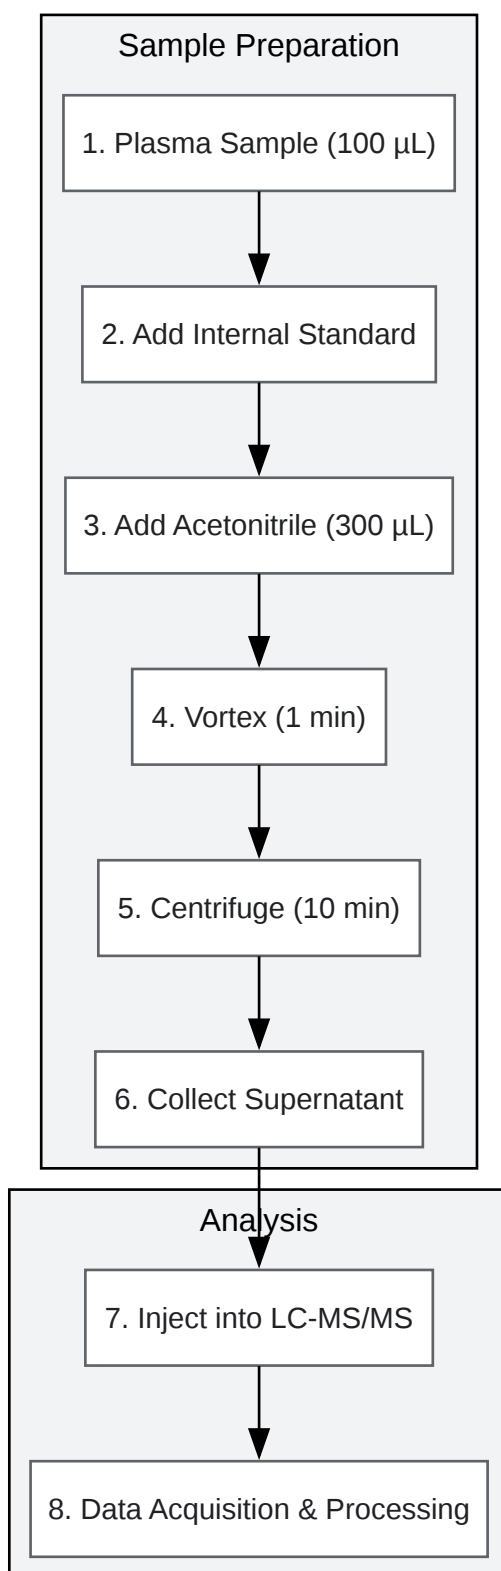 Sample Preparation
1. Plasma Sample (100 µL)
2. Add Internal Standard
3. Add Acetonitrile (300 µL)
4. Vortex (1 min)
5. Centrifuge (10 min)
6. Collect Supernatant
Analysis
7. Inject into LC-MS/MS
8. Data Acquisition & Processing